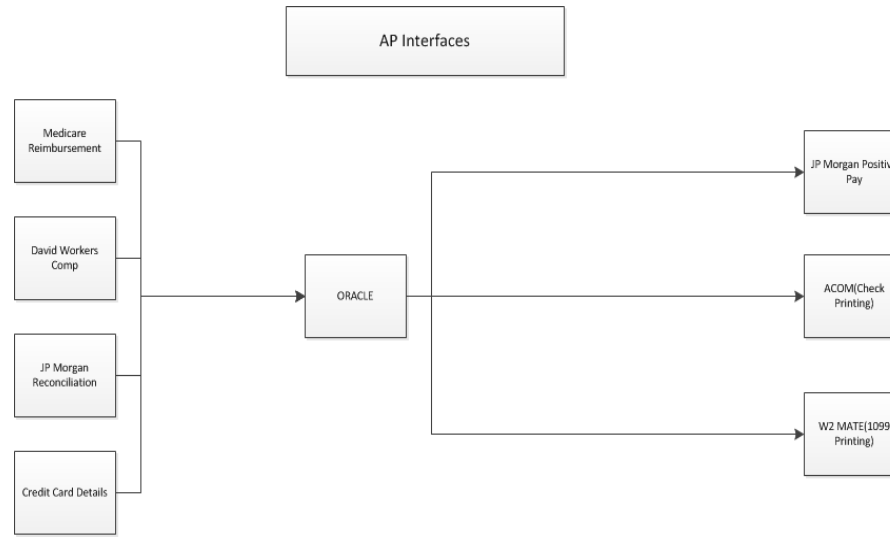 AP Interfaces
Medicare
Reimbursement
David Workers
Comp
JP Morgan
Reconciliation
Credit Card Details
ORACLE
JP Morgan Positiv
Pay
ACOM(Check
Printing)
W2 MATE(1099
Printing)